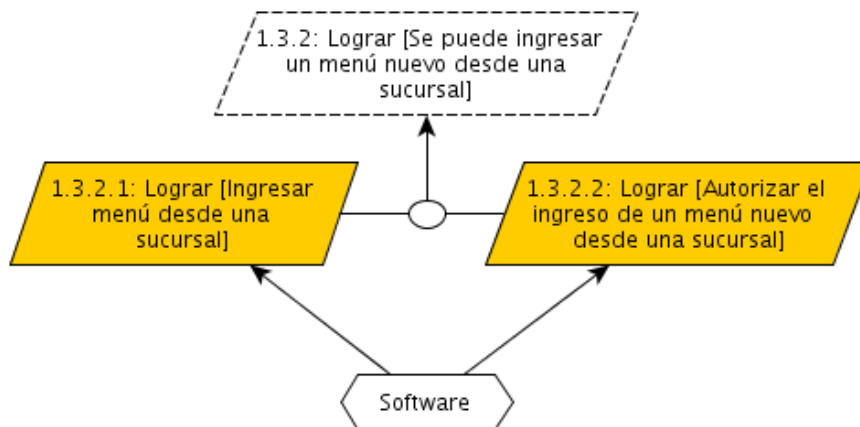 1.3.2: Lograr [Se puede ingresar
un menú nuevo desde una
sucursal]
1.3.2.1: Lograr [Ingresar
menú desde una
sucursal]
1.3.2.2: Lograr [Autorizar el
ingreso de un menú nuevo
desde una sucursal]
Software